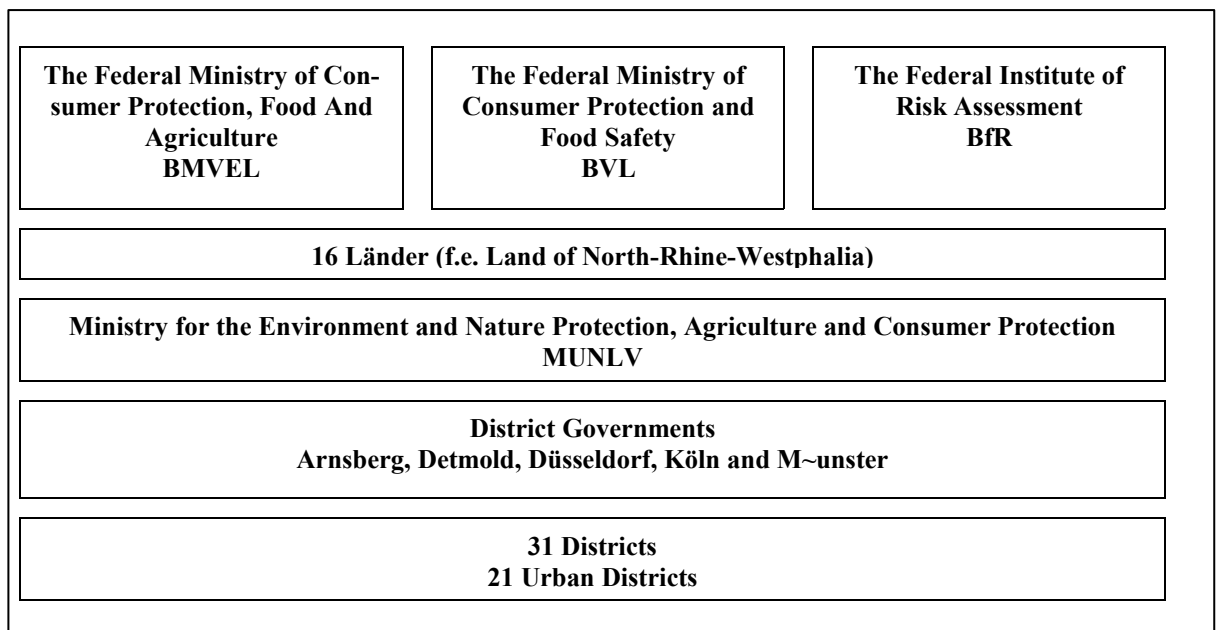 The Federal Ministry of Con-
sumer Protection, Food And
Agriculture
BMVEL
The Federal Ministry of
Consumer Protection and
Food Safety
BVL
The Federal Institute of
Risk Assessment
BfR
16 Länder (f.e. Land of North-Rhine-Westphalia)
Ministry for the Environment and Nature Protection, Agriculture and Consumer Protection
MUNLV
District Governments
Arnsberg, Detmold, Düsseldorf, Köln and M~unster
31 Districts
21 Urban Districts